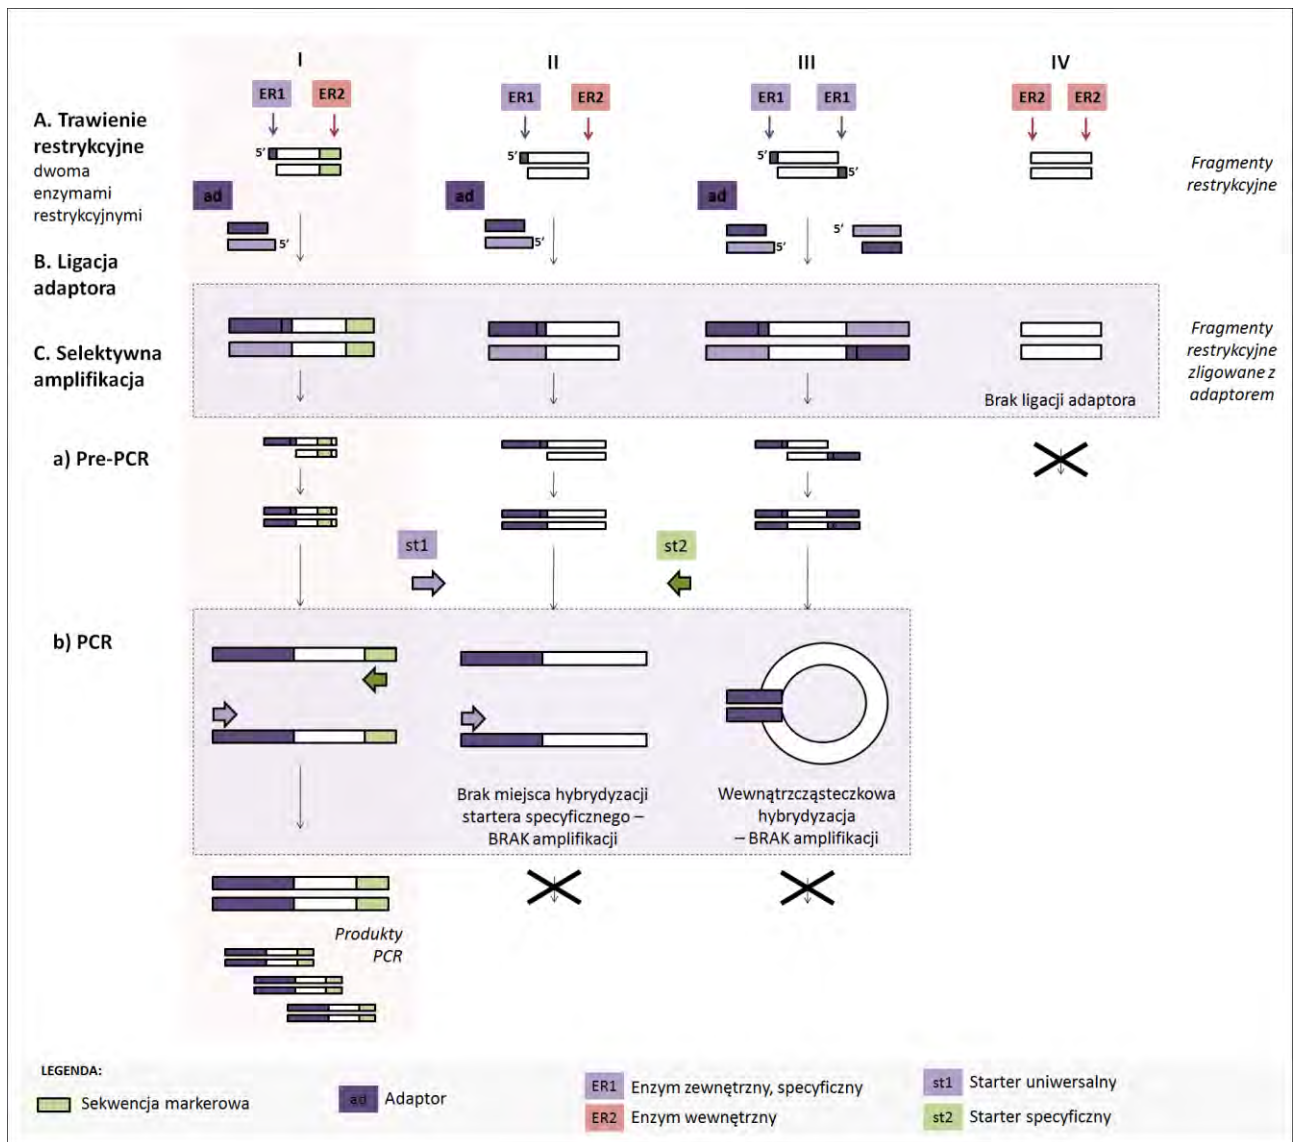 I
II
III
IV
ER1
ER2
ER1
ER2
ER1
ER1
ER2
ER2
A. Trawienie
restrykcyjne
dwoma
enzymami
restrykcyjnymi
5’
5’
5’
Fragmenty
restrykcyjne
ad
ad
ad
5’
5’
5’
5’
B. Ligacja
adaptora
C. Selektywna
amplifikacja
Fragmenty
restrykcyjne
zligowane z
adaptorem
Brak ligacji adaptora
a) Pre-PCR
st1
st2
b) PCR
Brak miejsca hybrydyzacji
startera specyficznego –
BRAK amplifikacji
Wewnątrzcząsteczkowa
hybrydyzacja
– BRAK amplifikacji
Produkty
PCR
LEGENDA:
Sekwencja markerowa
ad Adaptor
ER1 Enzym zewnętrzny, specyficzny
ER2 Enzym wewnętrzny
st1 Starter uniwersalny
st2 Starter specyficzny